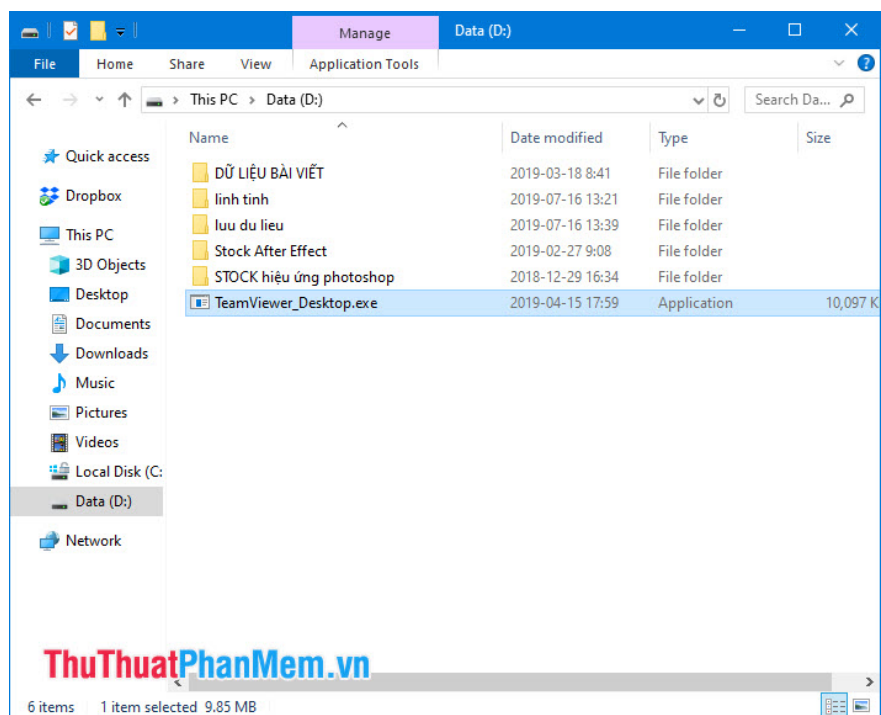 Manage Data (D:)
File Home Share View Application Tools
This PC > Data (D:) Search Da...
Name Date modified Type Size
Quick access
Dropbox
This PC
3D Objects
Desktop
Documents
Downloads
Music
Pictures
Videos
Local Disk (C:
Data (D:)
Network
DỮ LIỆU BÀI VIẾT 2019-03-18 8:41 File folder
linh tinh 2019-07-16 13:21 File folder
luu du lieu 2019-07-16 13:39 File folder
Stock After Effect 2019-02-27 9:08 File folder
STOCK hiệu ứng photoshop 2018-12-29 16:34 File folder
TeamViewer_Desktop.exe 2019-04-15 17:59 Application 10,097 K
ThuThuatPhanMem.vn
6 items 1 item selected 9.85 MB